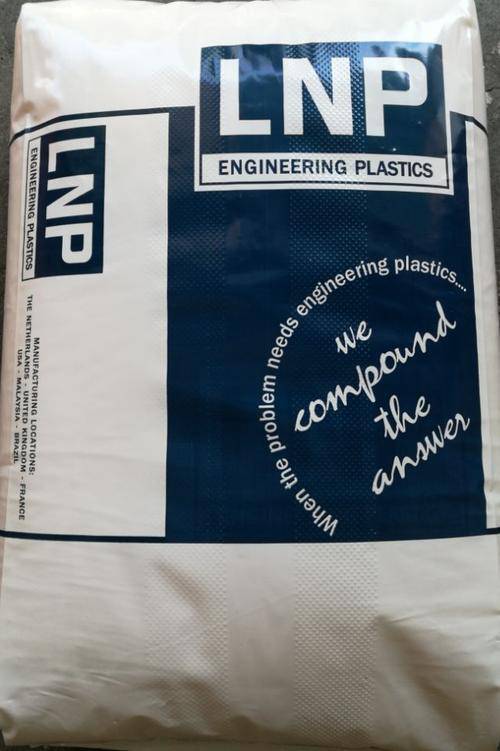 LNP
ENGINEERING PLASTICS
LNP
ENGINEERING PLASTICS
MANUFACTURING LOCATIONS:
THE NETHERLANDS - UNITED KINGDOM - FRANCE
USA - MALAYSIA - BRAZIL
When the problem needs engineering plastics....
we
compound
the
answer